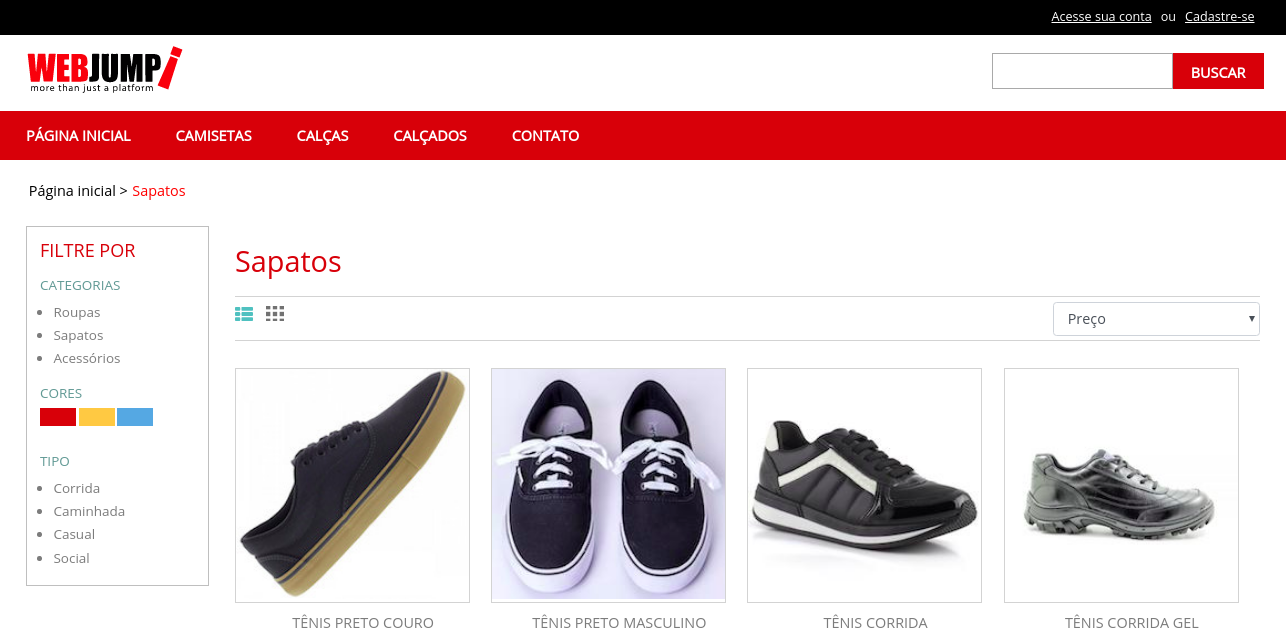 Acesse sua conta ou Cadastre-se
WEBJUMP!
more than just a platform
BUSCAR
PÁGINA INICIAL CAMISETAS CALÇAS CALÇADOS CONTATO
Página inicial > Sapatos
FILTRE POR
CATEGORIAS
Roupas
Sapatos
Acessórios
CORES
TIPO
Corrida
Caminhada
Casual
Social
Sapatos
Preço
TÊNIS PRETO COURO
TÊNIS PRETO MASCULINO
TÊNIS CORRIDA
TÊNIS CORRIDA GEL